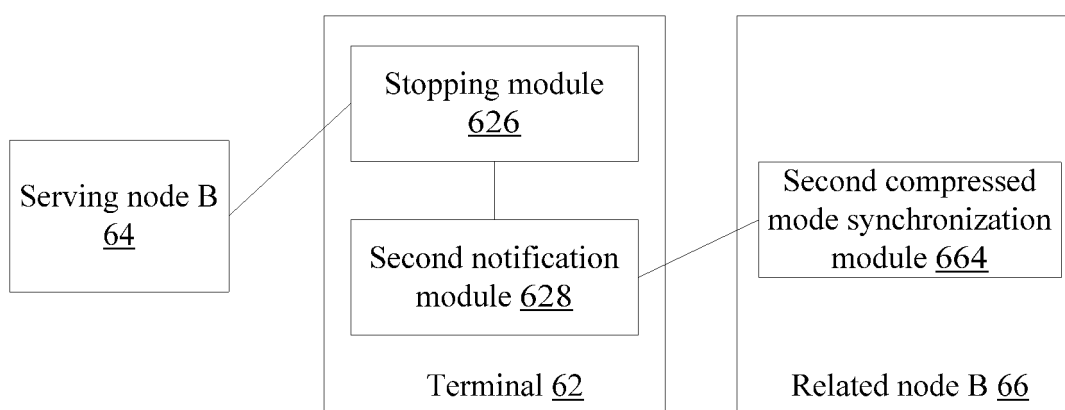 Serving node B
64
Stopping module
626
Second notification
module 628
Terminal 62
Second compressed
mode synchronization
module 664
Related node B 66